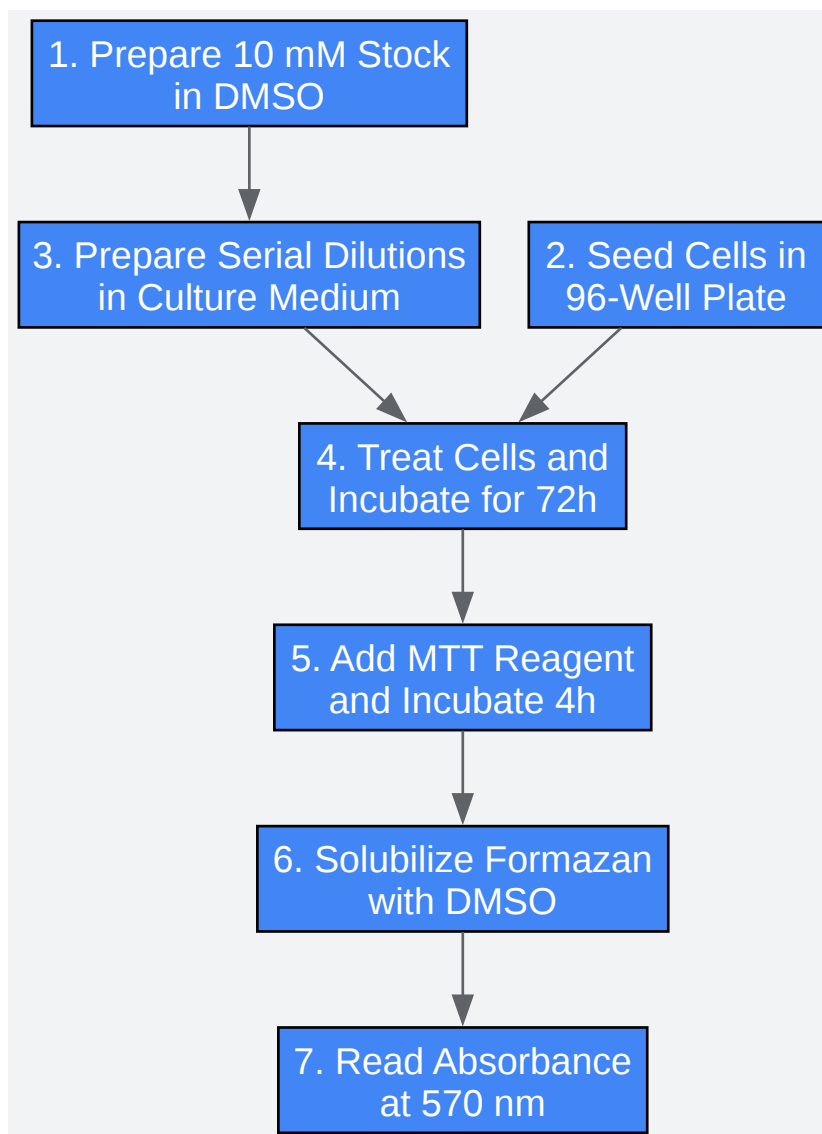 1. Prepare 10 mM Stock
in DMSO
3. Prepare Serial Dilutions
in Culture Medium
2. Seed Cells in
96-Well Plate
4. Treat Cells and
Incubate for 72h
5. Add MTT Reagent
and Incubate 4h
6. Solubilize Formazan
with DMSO
7. Read Absorbance
at 570 nm